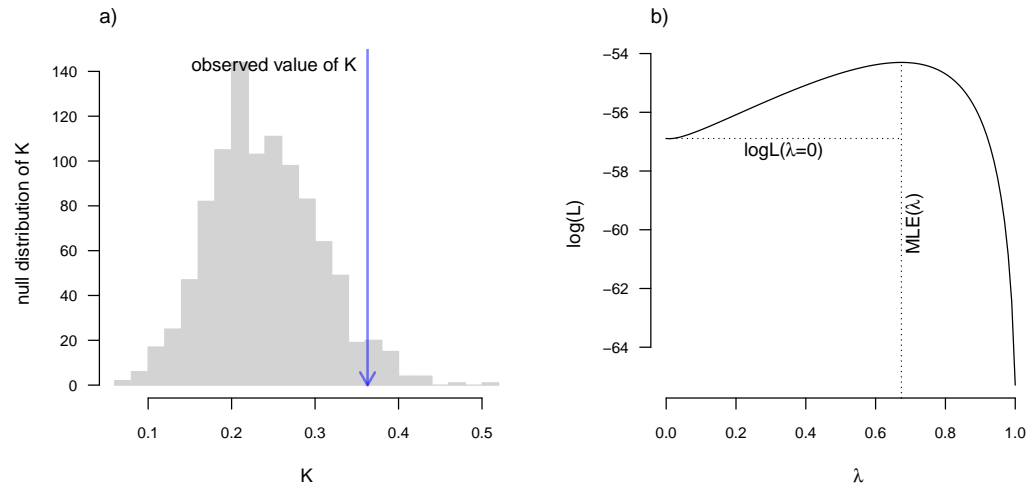 a)
observed value of K
140
120
100
80
60
40
20
0
null distribution of K
0.1 0.2 0.3 0.4 0.5
K
b)
−54
−56
−58
−60
−62
−64
log(L)
logL(λ=0)
MLE(λ)
0.0 0.2 0.4 0.6 0.8 1.0
λ